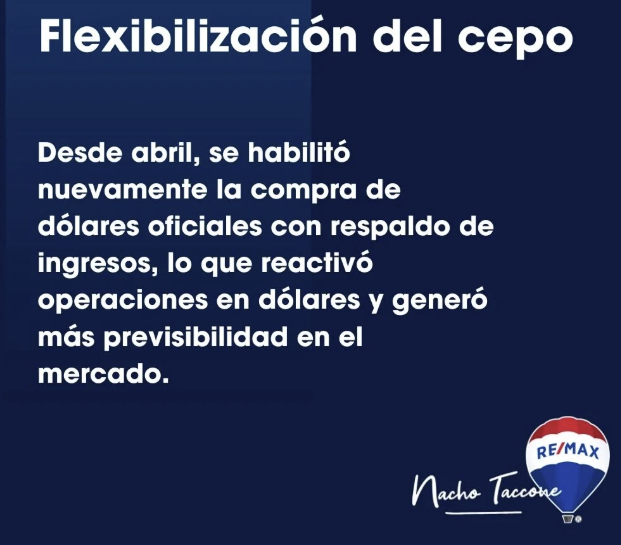 Flexibilización del cepo
Desde abril, se habilitó
nuevamente la compra de
dólares oficiales con respaldo de
ingresos, lo que reactivó
operaciones en dólares y generó
más previsibilidad en el
mercado.
RE/MAX
Nacho Taccone